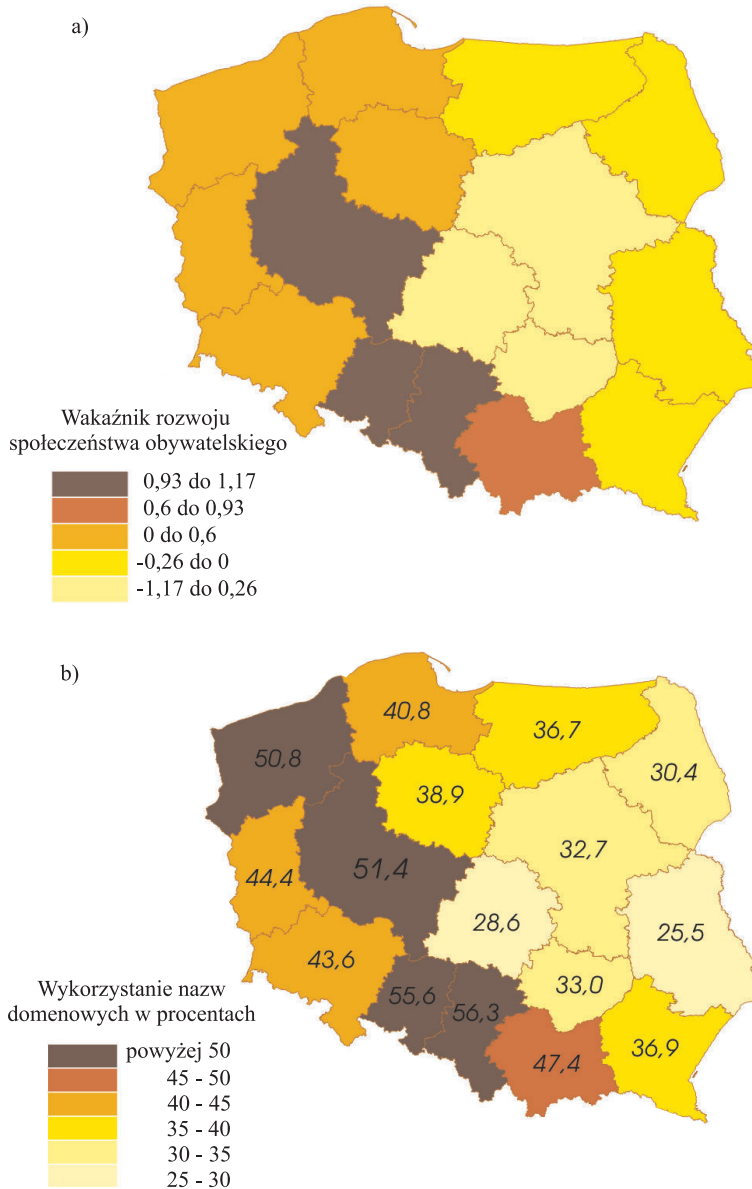 a)
Wakaźnik rozwoju
społeczeństwa obywatelskiego
0,93 do 1,17
0,6 do 0,93
0 do 0,6
-0,26 do 0
-1,17 do 0,26
b)
40,8
36,7
50,8
30,4
38,9
32,7
51,4
44,4
28,6
25,5
43,6
33,0
55,6
56,3
36,9
47,4
Wykorzystanie nazw
domenowych w procentach
powyżej 50
45 - 50
40 - 45
35 - 40
30 - 35
25 - 30